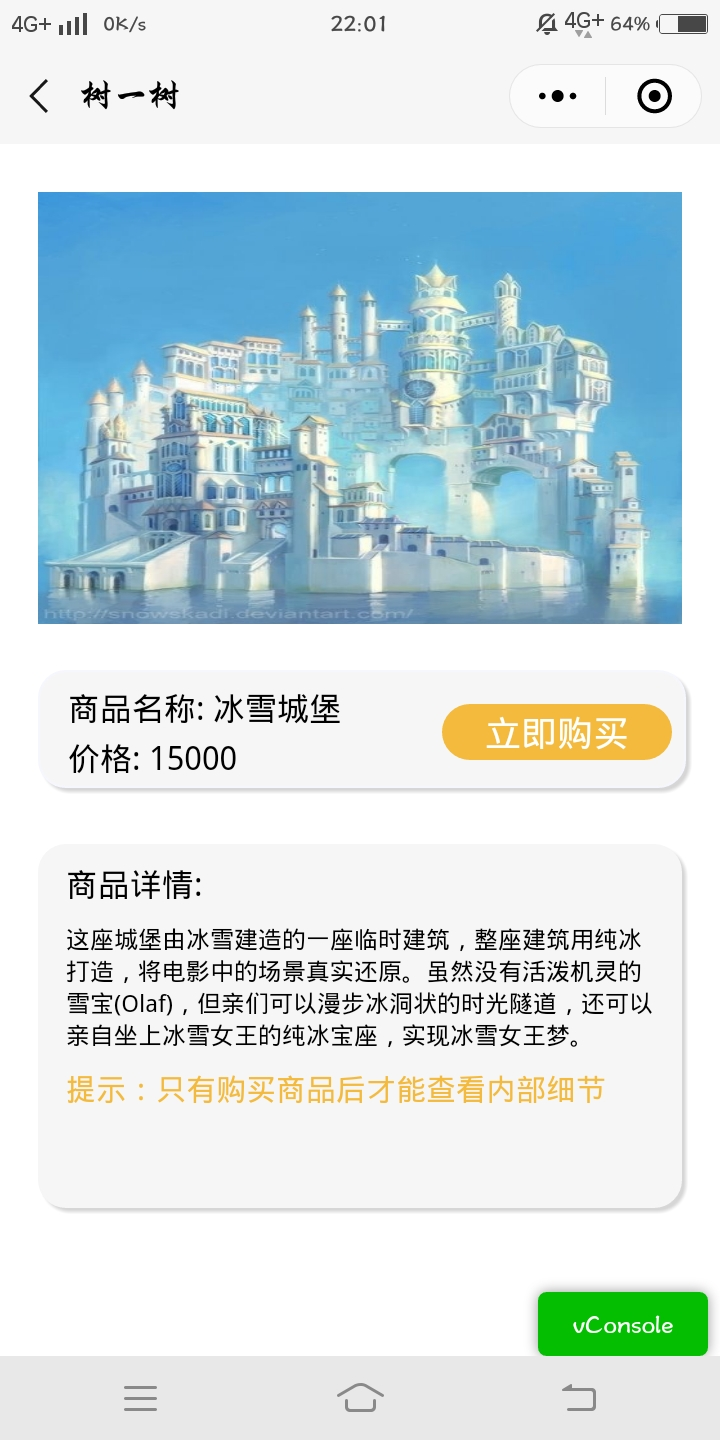 4G+ 0K/s 22:01 4G+ 64%
树一树
http://snowskadi.deviantart.com/
商品名称: 冰雪城堡
立即购买
价格: 15000
商品详情:
这座城堡由冰雪建造的一座临时建筑，整座建筑用纯冰
打造，将电影中的场景真实还原。虽然没有活泼机灵的
雪宝(Olaf)，但亲们可以漫步冰洞状的时光隧道，还可以
亲自坐上冰雪女王的纯冰宝座，实现冰雪女王梦。
提示：只有购买商品后才能查看内部细节
vConsole